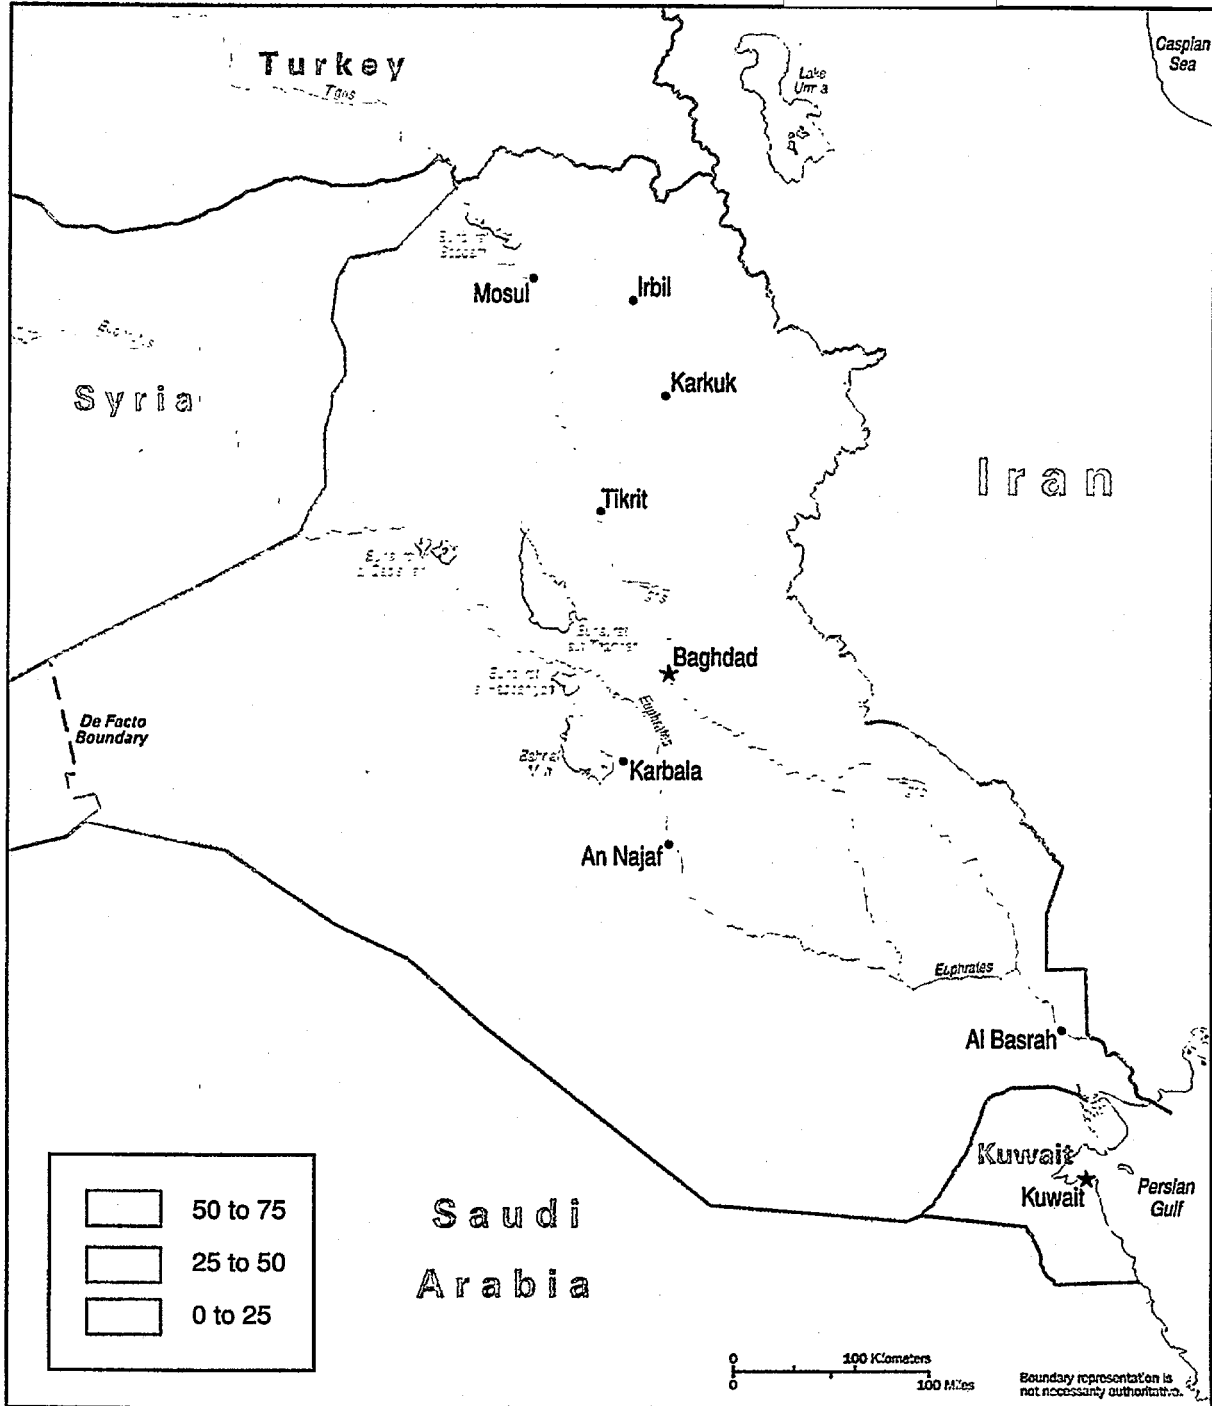 Turkey
Caspian
Sea
Lake
Mosul
Irbil
Karkuk
Syria
Iran
Tikrit
Baghdad
De Facto
Boundary
Euphrates
Karbala
An Najaf
Euphrates
Al Basrah
Kuwait
Kuwait
Persian
Gulf
Saudi
Arabia
50 to 75
25 to 50
0 to 25
0 100 Kilometers
0 100 Miles
Boundary representation is
not necessarily authoritative.